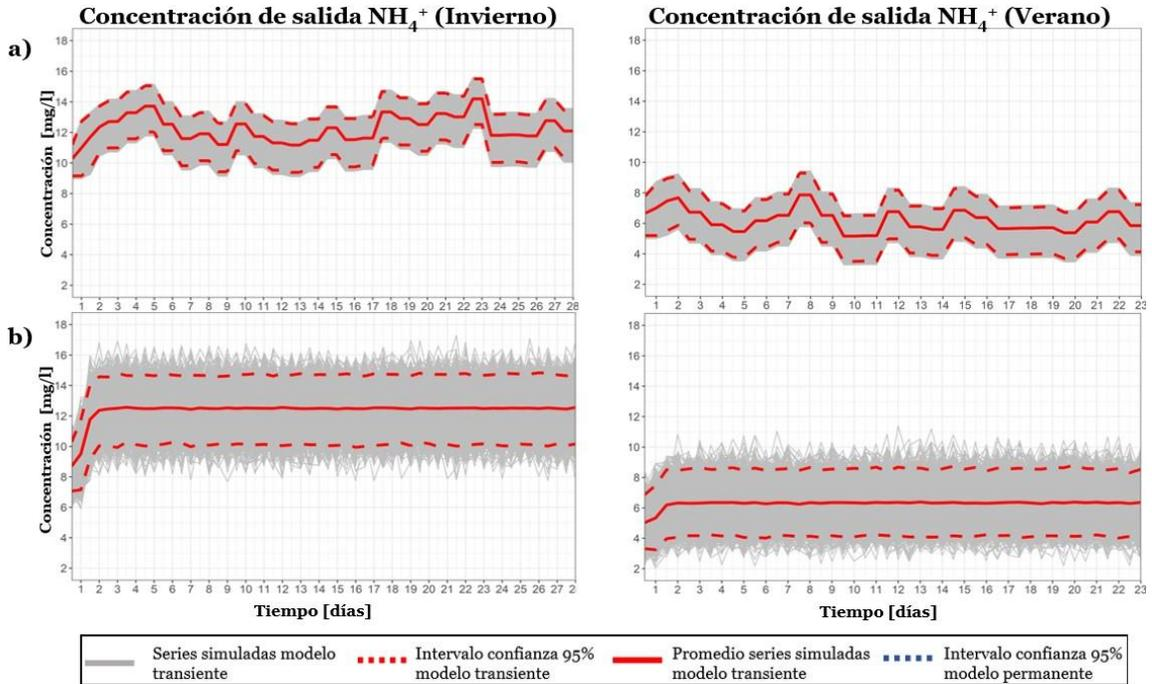 Concentración de salida NH₄⁺ (Invierno)
Concentración de salida NH₄⁺ (Verano)
a)
Concentración [mg/l]
18
16
14
12
10
8
6
4
2
1 2 3 4 5 6 7 8 9 10 11 12 13 14 15 16 17 18 19 20 21 22 23 24 25 26 27 28
18
16
14
12
10
8
6
4
2
1 2 3 4 5 6 7 8 9 10 11 12 13 14 15 16 17 18 19 20 21 22 23
b)
Concentración [mg/l]
18
16
14
12
10
8
6
4
2
1 2 3 4 5 6 7 8 9 10 11 12 13 14 15 16 17 18 19 20 21 22 23 24 25 26 27 28
Tiempo [días]
18
16
14
12
10
8
6
4
2
1 2 3 4 5 6 7 8 9 10 11 12 13 14 15 16 17 18 19 20 21 22 23
Tiempo [días]
Series simuladas modelo
transiente
Intervalo confianza 95%
modelo transiente
Promedio series simuladas
modelo transiente
Intervalo confianza 95%
modelo permanente